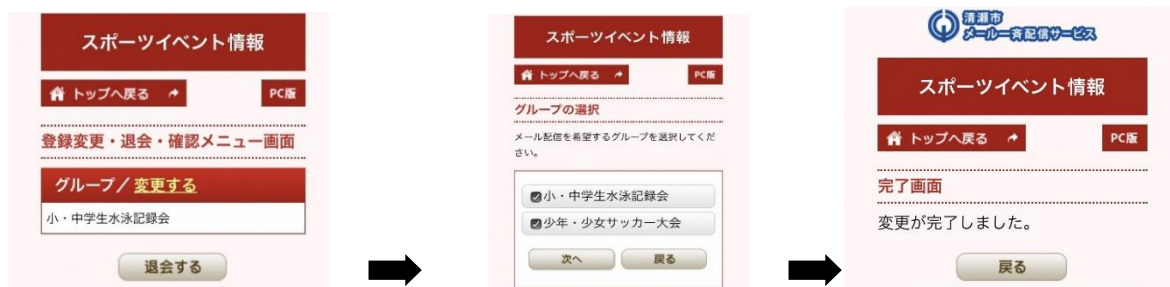 スポーツイベント情報
トップへ戻る
PC版
登録変更・退会・確認メニュー画面
グループ/変更する
小・中学生水泳記録会
退会する
スポーツイベント情報
トップへ戻る
PC版
グループの選択
メール配信を希望するグループを選択してくだ
さい。
小・中学生水泳記録会
少年・少女サッカー大会
次へ
戻る
清瀬市
メール一斉配信サービス
スポーツイベント情報
トップへ戻る
PC版
完了画面
変更が完了しました。
戻る